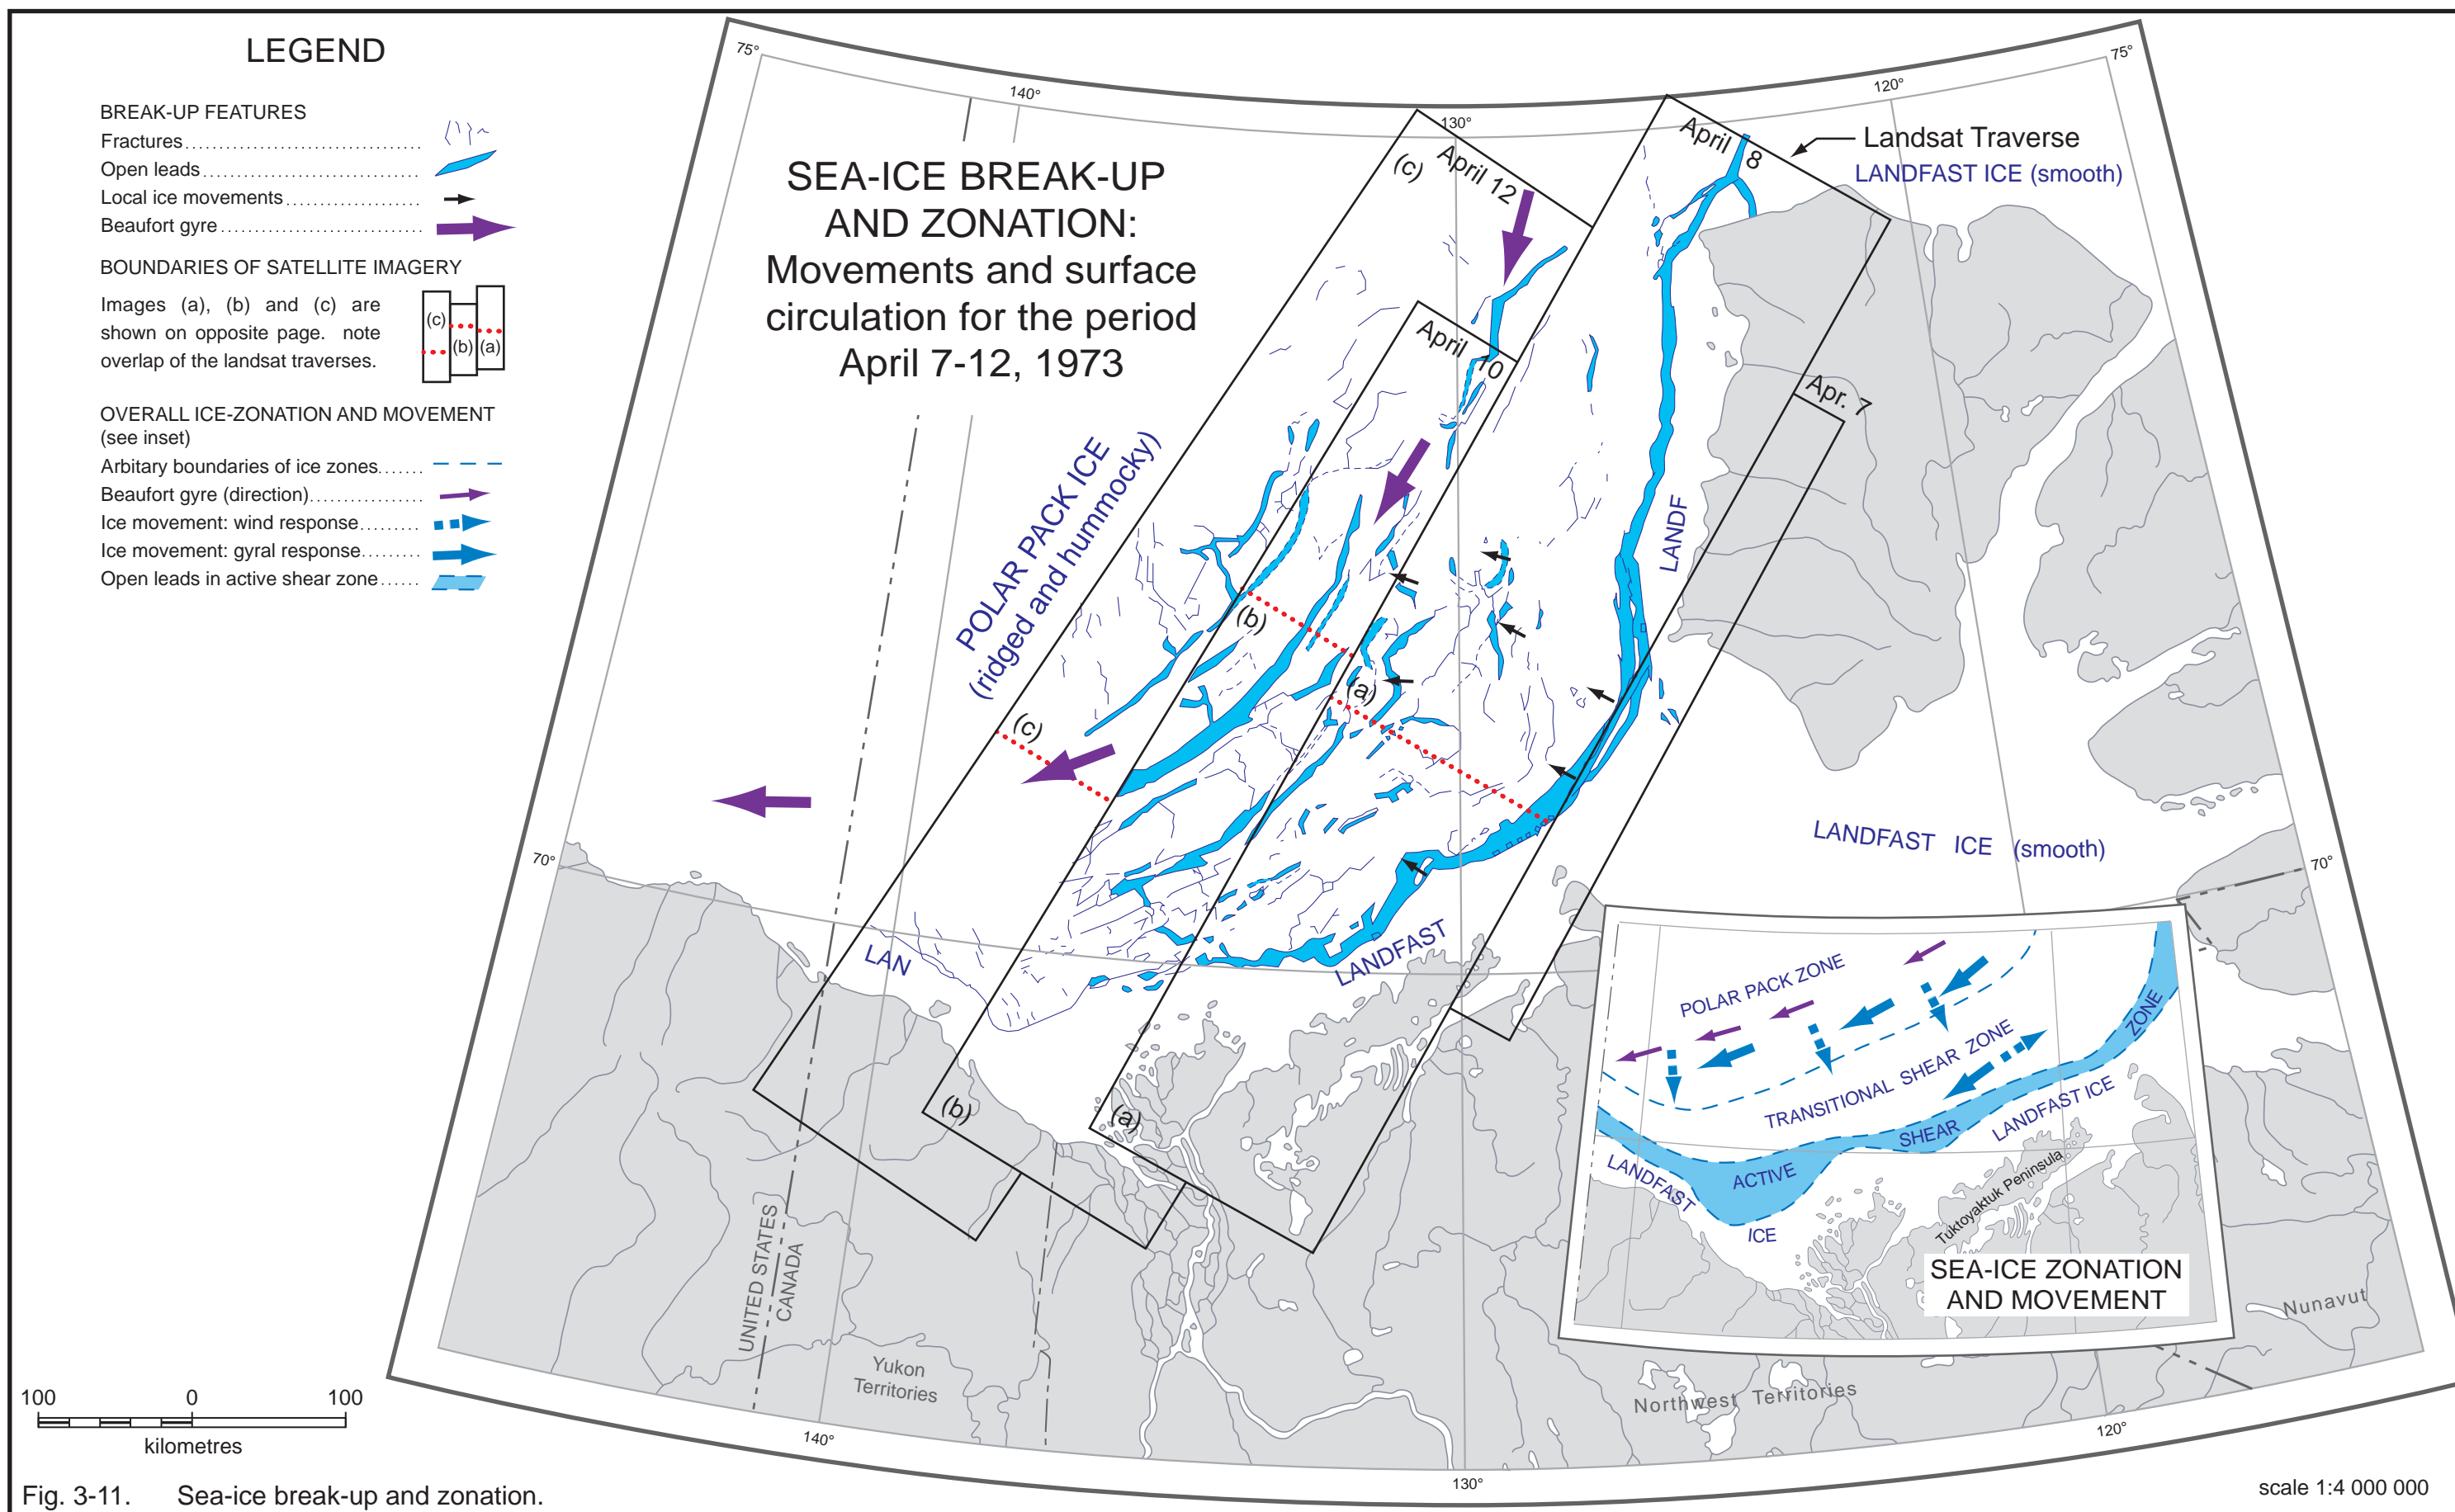 LEGEND
BREAK-UP FEATURES
Fractures
Open leads
Local ice movements
Beaufort gyre
BOUNDARIES OF SATELLITE IMAGERY
Images (a), (b) and (c) are
shown on opposite page. note
overlap of the landsat traverses.
(c)
(b)
(a)
OVERALL ICE-ZONATION AND MOVEMENT
(see inset)
Arbitary boundaries of ice zones
Beaufort gyre (direction)
Ice movement: wind response
Ice movement: gyral response
Open leads in active shear zone
SEA-ICE BREAK-UP
AND ZONATION:
Movements and surface
circulation for the period
April 7-12, 1973
75°
140°
130°
120°
75°
(c)
April 12
April 8
Landsat Traverse
LANDFAST ICE (smooth)
April 10
Apr. 7
POLAR PACK ICE
(ridged and hummocky)
LANDF
(b)
(a)
(c)
70°
LANDFAST ICE (smooth)
70°
LAN
LANDFAST
(b)
(a)
POLAR PACK ZONE
TRANSITIONAL SHEAR ZONE
ZONE
SHEAR
LANDFAST ICE
ACTIVE
LANDFAST
ICE
Tuktoyaktuk Peninsula
SEA-ICE ZONATION
AND MOVEMENT
UNITED STATES
CANADA
Yukon
Territories
Northwest Territories
Nunavut
140°
130°
120°
100 0 100
kilometres
Fig. 3-11. Sea-ice break-up and zonation.
scale 1:4 000 000